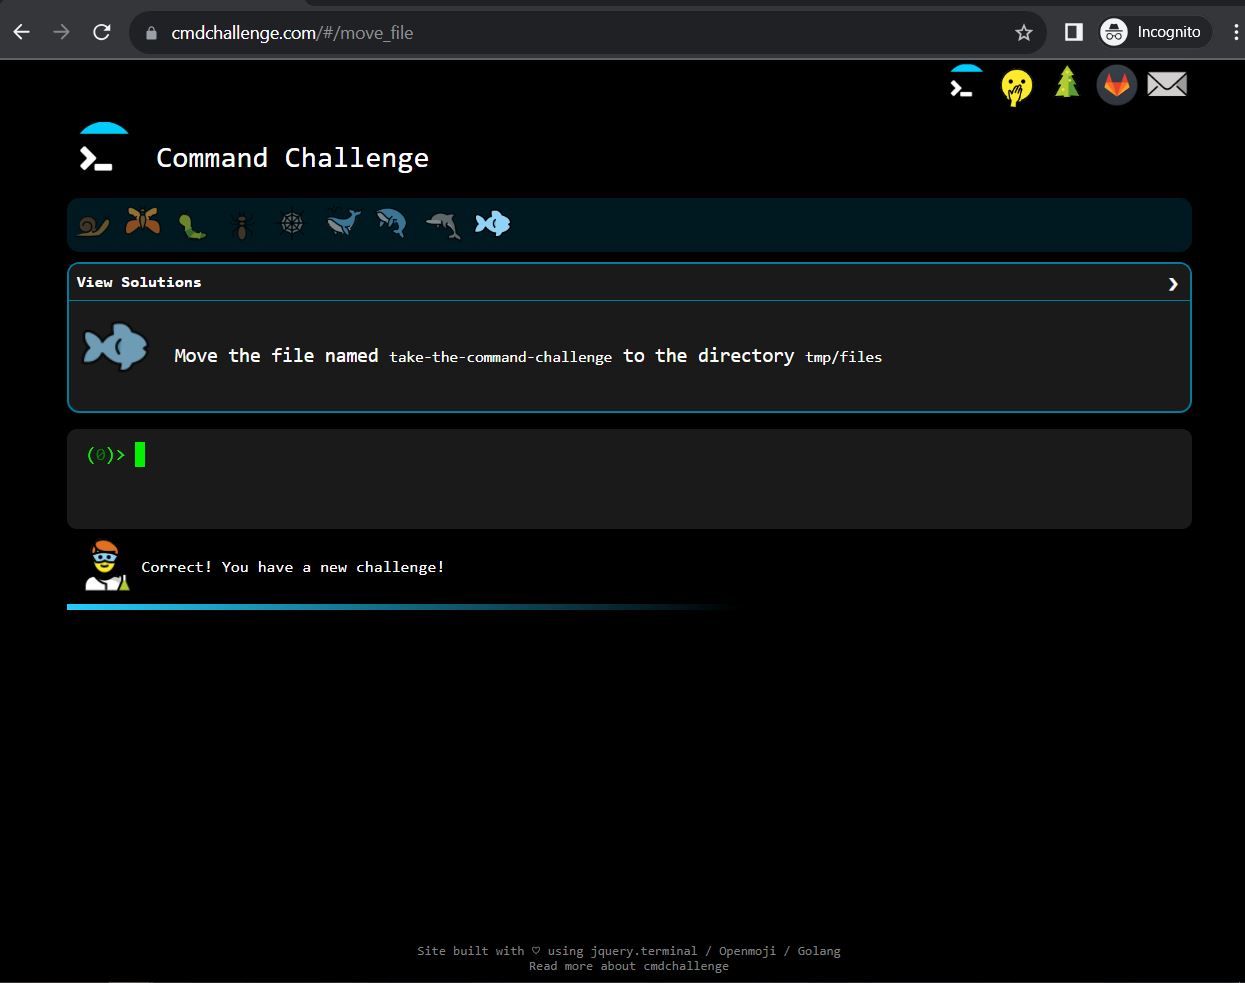 cmdchallenge.com/#/move_file
Incognito
Command Challenge
View Solutions
Move the file named take-the-command-challenge to the directory tmp/files
(0)>
Correct! You have a new challenge!
Site built with ♡ using jquery.terminal / Openmoji / Golang
Read more about cmdchallenge